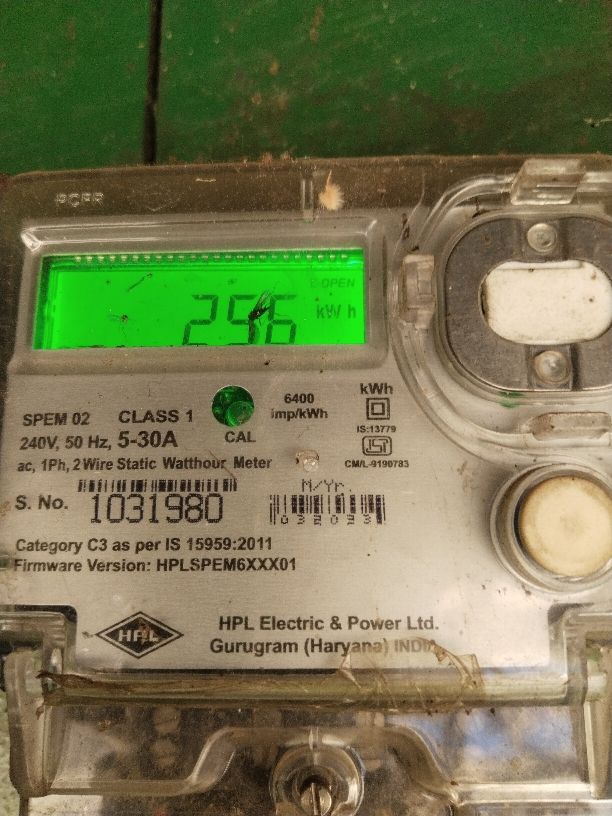 OPEN
256 kWh
6400
imp/kWh
kWh
SPEM 02 CLASS 1
CAL
IS:13779
240V, 50 Hz, 5-30A
CM/L-9190783
ac, 1Ph, 2 Wire Static Watthour Meter
M/Yr.
S. No. 1031980
Category C3 as per IS 15959:2011
Firmware Version: HPLSPEM6XXX01
HPL
HPL Electric & Power Ltd.
Gurugram (Haryana) INDIA